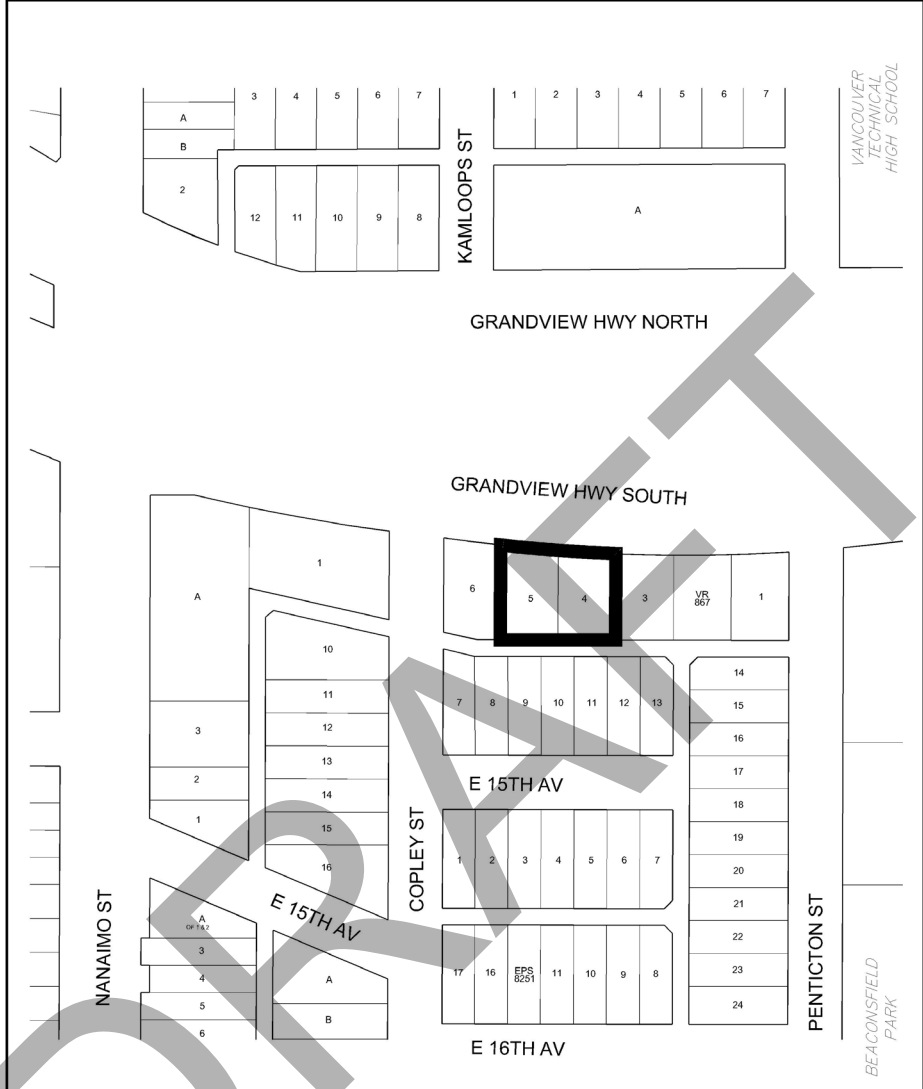 3 4 5 6 7
1 2 3 4 5 6 7
A
B
2
VANCOUVER
TECHNICAL
HIGH SCHOOL
12 11 10 9 8
KAMLOOPS ST
A
GRANDVIEW HWY NORTH
GRANDVIEW HWY SOUTH
1
A
6 5 4 3 VR 867 1
10
11
12
13
14
15
16
3
2
1
7 8 9 10 11 12 13
E 15TH AV
14
15
16
17
18
19
20
21
22
23
24
COPLEY ST
1 2 3 4 5 6 7
E 15TH AV
NANAIMO ST
A
OF 1 & 2
3
4
5
6
A
B
17 16 EPS 8251 11 10 9 8
PENTICTON ST
BEACONSFIELD
PARK
E 16TH AV
DRAFT